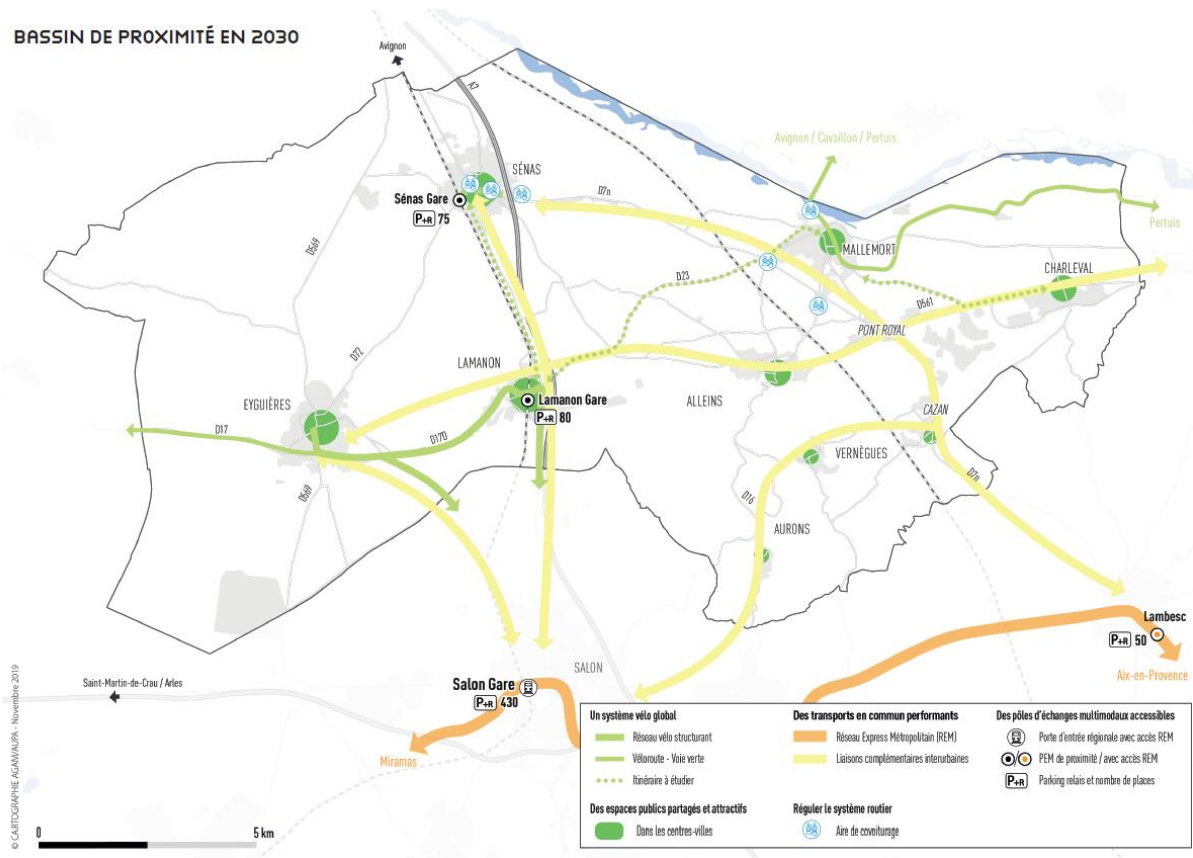 BASSIN DE PROXIMITÉ EN 2030
Avignon
A7
Avignon / Cavaillon / Pertuis
SÉNAS
D7n
Sénas Gare
P+R 75
Pertuis
MALLEMORT
D569
CHARLEVAL
D23
D561
PONT ROYAL
D72
LAMANON
Lamanon Gare
P+R 80
ALLEINS
EYGUIÈRES
CAZAN
D17
D170
VERNÈGUES
D7n
D569
D16
AURONS
Lambesc
P+R 50
SALON
Aix-en-Provence
Saint-Martin-de-Crau / Arles
Salon Gare
P+R 430
Miramas
Un système vélo global
Réseau vélo structurant
Véloroute - Voie verte
Itinéraire à étudier
Des espaces publics partagés et attractifs
Dans les centres-villes
Des transports en commun performants
Réseau Express Métropolitain (REM)
Liaisons complémentaires interurbaines
Réguler le système routier
Aire de covoiturage
Des pôles d'échanges multimodaux accessibles
Porte d'entrée régionale avec accès REM
PEM de proximité / avec accès REM
P+R Parking relais et nombre de places
0 5 km
© CARTOGRAPHIE AGAM/AUPA - Novembre 2019